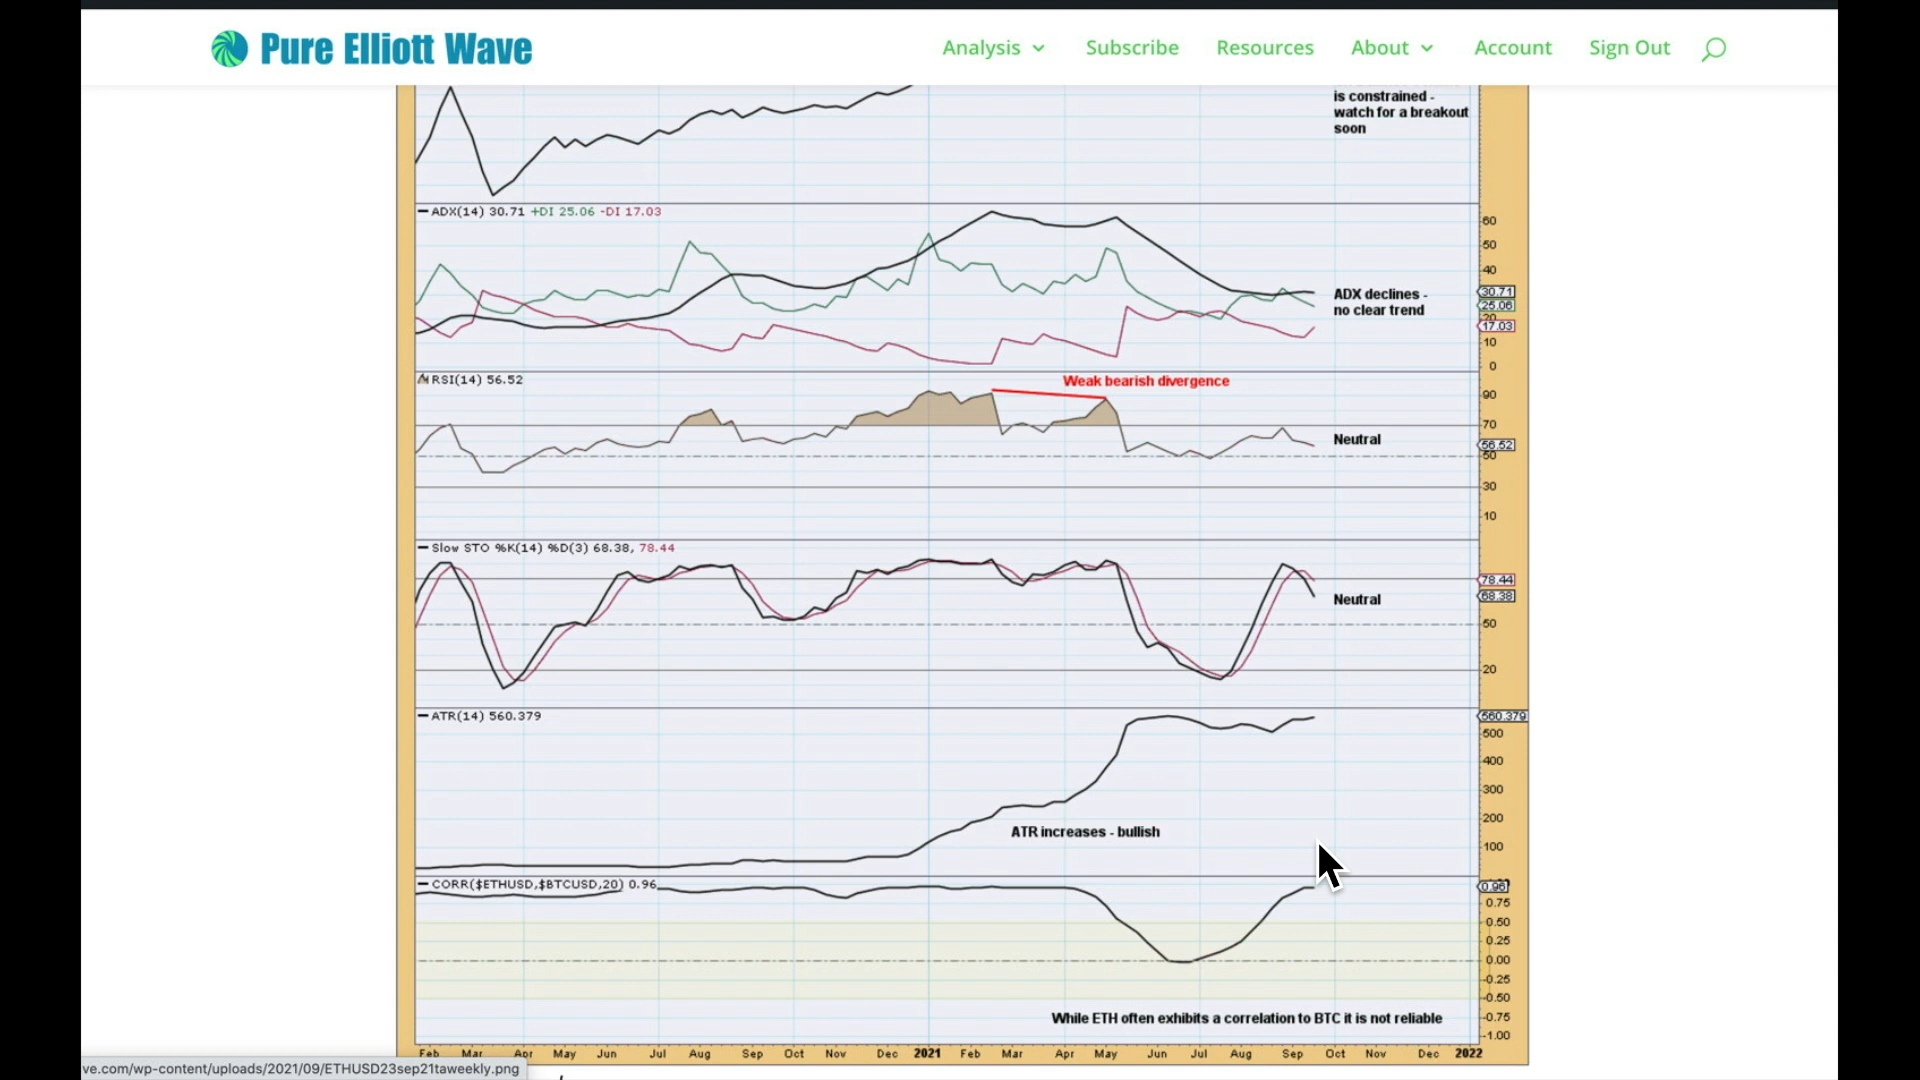 Pure Elliott Wave
Analysis Subscribe Resources About Account Sign Out
is constrained -
watch for a breakout
soon
ADX(14) 30.71 +DI 25.06 -DI 17.03
60
50
40
30.71
25.06
20
17.03
10
0
ADX declines -
no clear trend
RSI(14) 56.52
Weak bearish divergence
90
70
56.52
50
30
10
Neutral
Slow STO %K(14) %D(3) 68.38, 78.44
78.44
68.38
50
20
Neutral
ATR(14) 560.379
560.379
500
400
300
200
100
ATR increases - bullish
CORR($ETHUSD,$BTCUSD,20) 0.96
0.96
0.75
0.50
0.25
0.00
-0.25
-0.50
-0.75
-1.00
While ETH often exhibits a correlation to BTC it is not reliable
Feb Mar Apr May Jun Jul Aug Sep Oct Nov Dec 2021 Feb Mar Apr May Jun Jul Aug Sep Oct Nov Dec 2022
ve.com/wp-content/uploads/2021/09/ETHUSD23sep21taweekly.png